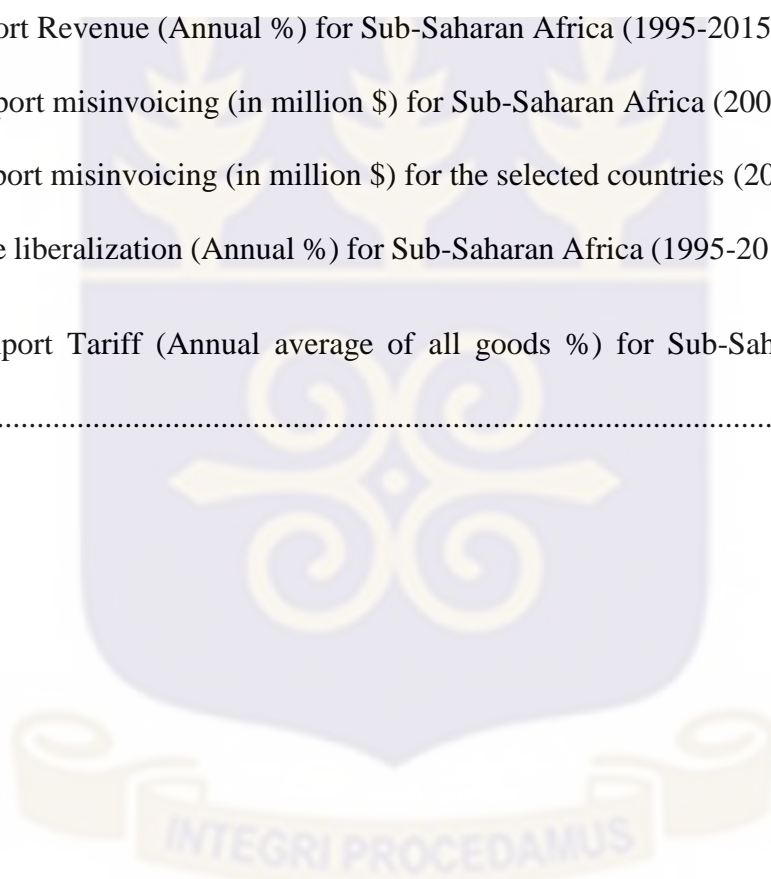 ort Revenue (Annual %) for Sub-Saharan Africa (1995-2015
port misinvoicing (in million $) for Sub-Saharan Africa (200
port misinvoicing (in million $) for the selected countries (20
e liberalization (Annual %) for Sub-Saharan Africa (1995-20
port Tariff (Annual average of all goods %) for Sub-Sah
................................................................................................
INTEGRI PROCEDAMUS